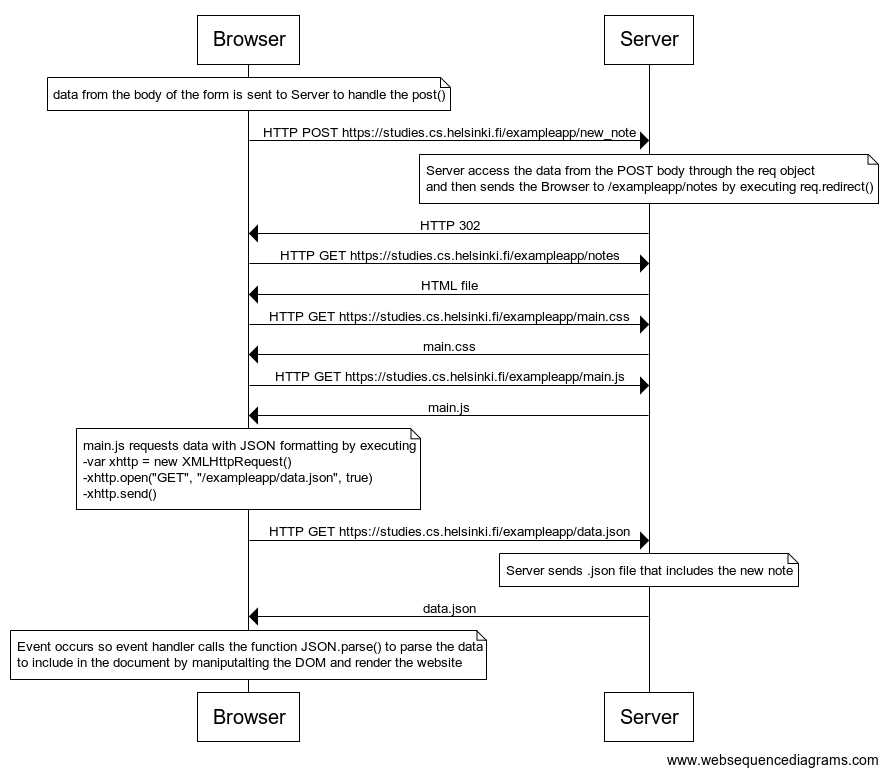 Browser
Server
data from the body of the form is sent to Server to handle the post()
HTTP POST https://studies.cs.helsinki.fi/exampleapp/new_note
Server access the data from the POST body through the req object
and then sends the Browser to /exampleapp/notes by executing req.redirect()
HTTP 302
HTTP GET https://studies.cs.helsinki.fi/exampleapp/notes
HTML file
HTTP GET https://studies.cs.helsinki.fi/exampleapp/main.css
main.css
HTTP GET https://studies.cs.helsinki.fi/exampleapp/main.js
main.js
main.js requests data with JSON formatting by executing
-var xhttp = new XMLHttpRequest()
-xhttp.open("GET", "/exampleapp/data.json", true)
-xhttp.send()
HTTP GET https://studies.cs.helsinki.fi/exampleapp/data.json
Server sends .json file that includes the new note
data.json
Event occurs so event handler calls the function JSON.parse() to parse the data
to include in the document by maniputalting the DOM and render the website
Browser
Server
www.websequencediagrams.com